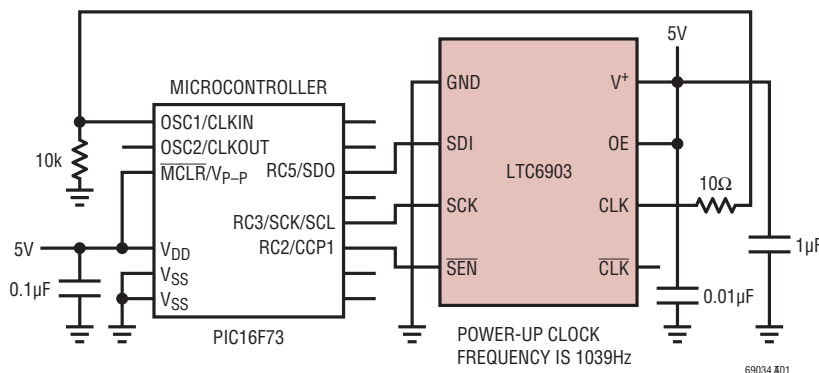 5V
MICROCONTROLLER
GND
V+
OSC1/CLKIN
OSC2/CLKOUT
10k
MCLR/VP–P
RC5/SDO
SDI
LTC6903
OE
10Ω
RC3/SCK/SCL
SCK
CLK
5V
VDD
RC2/CCP1
SEN
CLK
1µF
VSS
0.1µF
VSS
0.01µF
PIC16F73
POWER-UP CLOCK
FREQUENCY IS 1039Hz